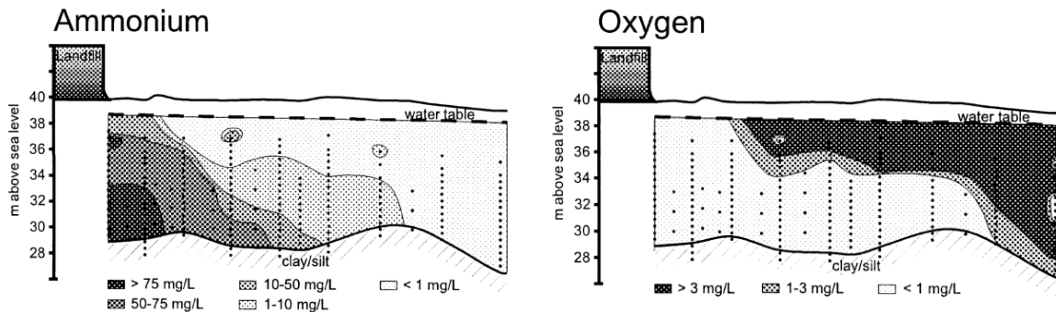 Ammonium
Landfill
40
38
36
34
32
30
28
m above sea level
water table
clay/silt
> 75 mg/L
10-50 mg/L
< 1 mg/L
50-75 mg/L
1-10 mg/L
Oxygen
Landfill
40
38
36
34
32
30
28
m above sea level
water table
clay/silt
> 3 mg/L
1-3 mg/L
< 1 mg/L